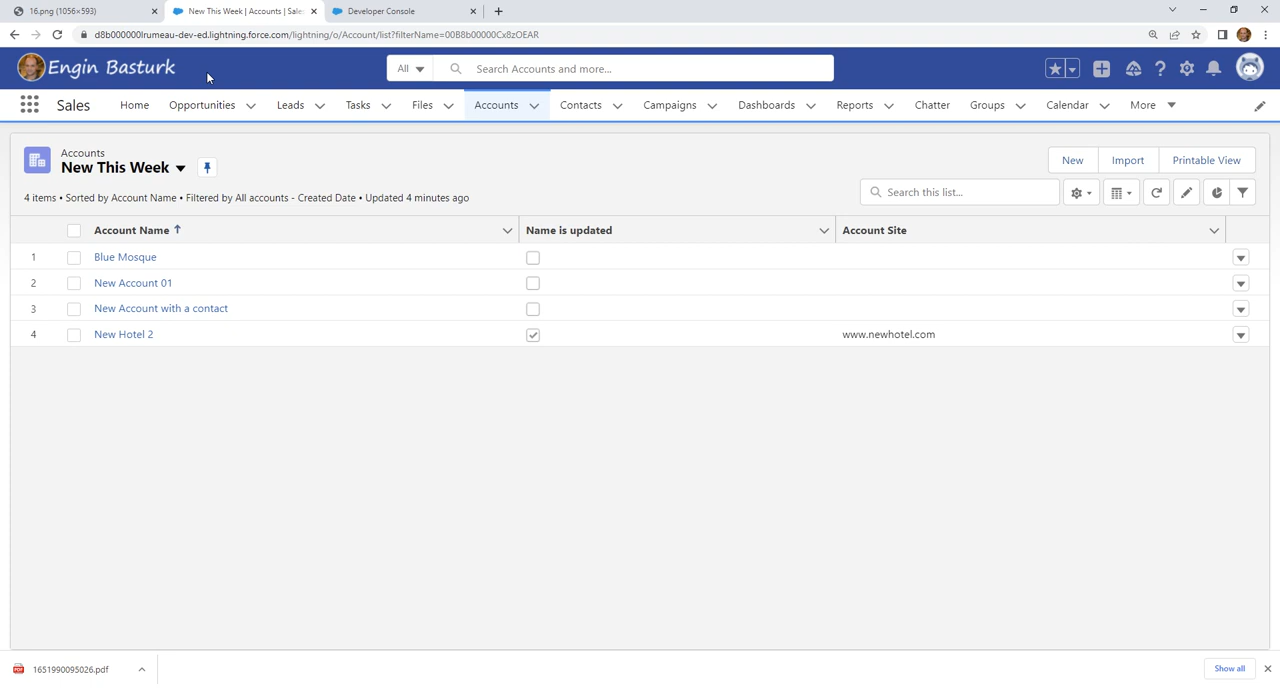 16.png (1056×593)
New This Week | Accounts | Sale
Developer Console
d8b000000lrumeau-dev-ed.lightning.force.com/lightning/o/Account/list?filterName=00B8b00000Cx8zOEAR
Engin Basturk
All
Search Accounts and more...
Sales
Home
Opportunities
Leads
Tasks
Files
Accounts
Contacts
Campaigns
Dashboards
Reports
Chatter
Groups
Calendar
More
Accounts
New This Week
New
Import
Printable View
4 items • Sorted by Account Name • Filtered by All accounts - Created Date • Updated 4 minutes ago
Search this list...
Account Name ↑
Name is updated
Account Site
1 Blue Mosque
2 New Account 01
3 New Account with a contact
4 New Hotel 2 www.newhotel.com
1651990095026.pdf
Show all